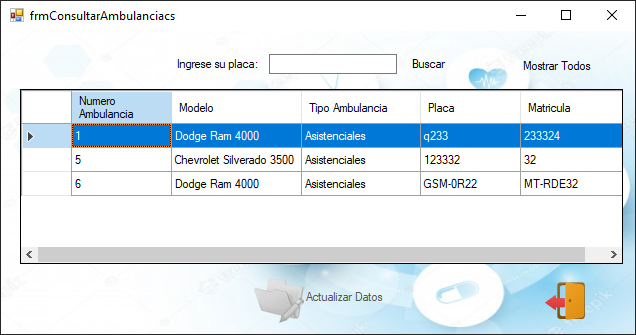 frmConsultarAmbulanciacs
Ingrese su placa: Buscar Mostrar Todos
Numero Ambulancia Modelo Tipo Ambulancia Placa Matricula
1 Dodge Ram 4000 Asistenciales q233 233324
5 Chevrolet Silverado 3500 Asistenciales 123332 32
6 Dodge Ram 4000 Asistenciales GSM-0R22 MT-RDE32
Actualizar Datos